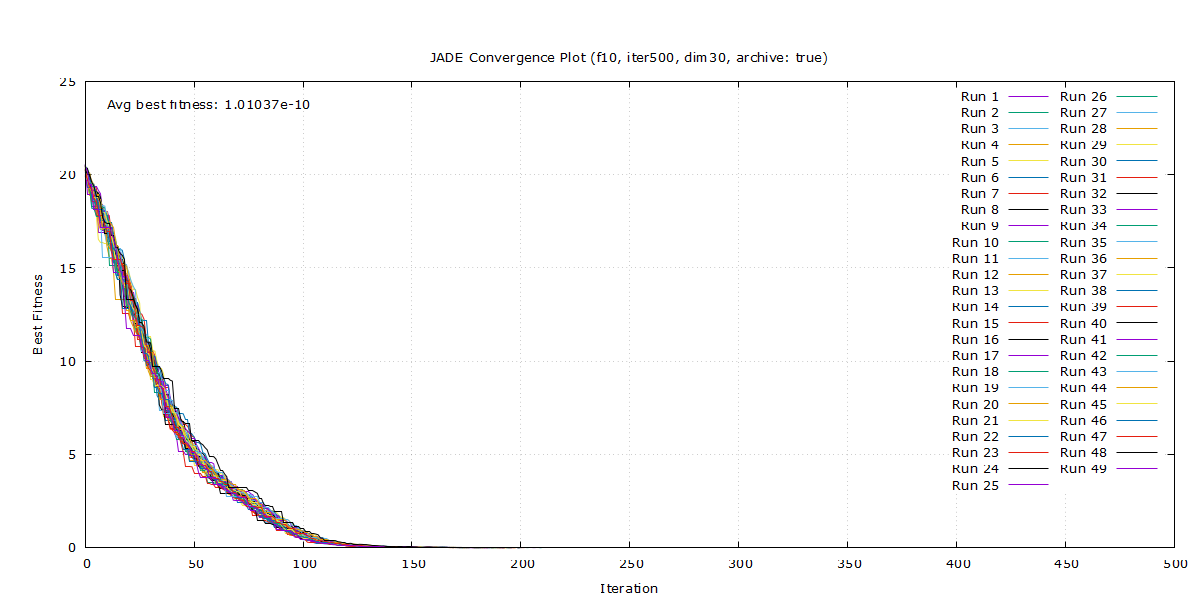 JADE Convergence Plot (f10, iter500, dim30, archive: true)
Avg best fitness: 1.01037e-10
Best Fitness
25
20
15
10
5
0
0 50 100 150 200 250 300 350 400 450 500
Iteration
Run 1 Run 26
Run 2 Run 27
Run 3 Run 28
Run 4 Run 29
Run 5 Run 30
Run 6 Run 31
Run 7 Run 32
Run 8 Run 33
Run 9 Run 34
Run 10 Run 35
Run 11 Run 36
Run 12 Run 37
Run 13 Run 38
Run 14 Run 39
Run 15 Run 40
Run 16 Run 41
Run 17 Run 42
Run 18 Run 43
Run 19 Run 44
Run 20 Run 45
Run 21 Run 46
Run 22 Run 47
Run 23 Run 48
Run 24 Run 49
Run 25